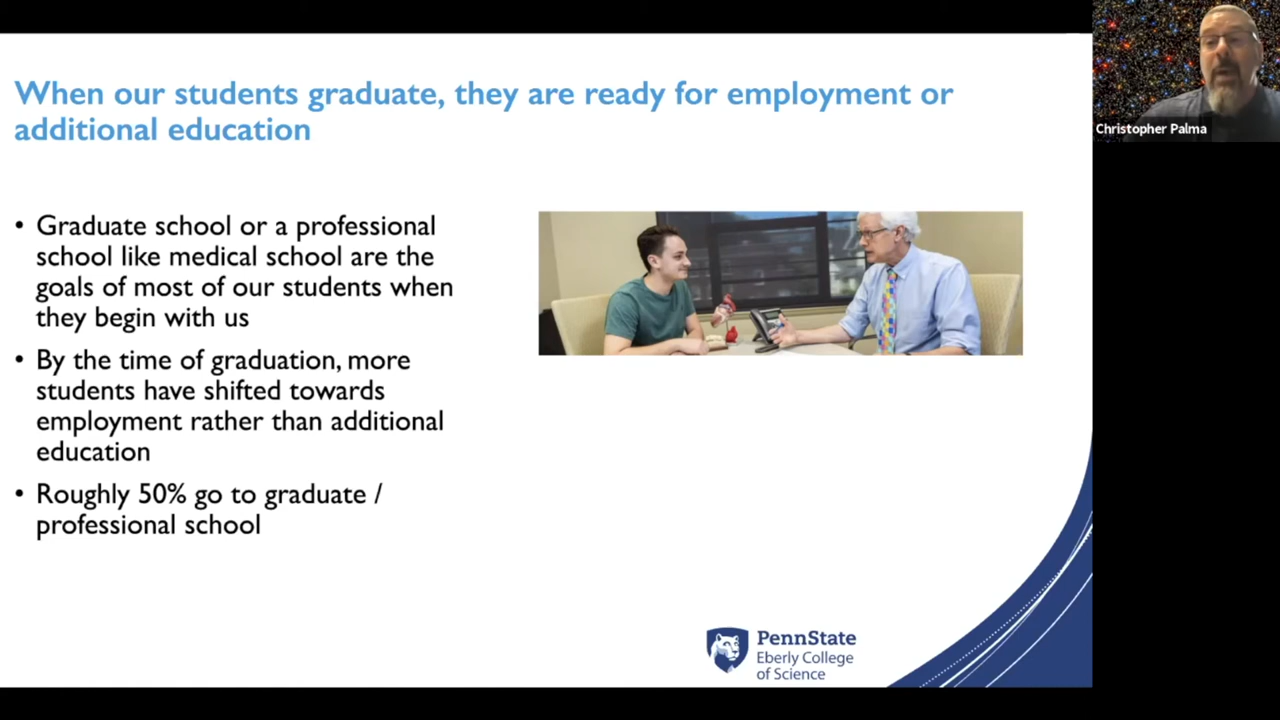 When our students graduate, they are ready for employment or
additional education
• Graduate school or a professional
school like medical school are the
goals of most of our students when
they begin with us
• By the time of graduation, more
students have shifted towards
employment rather than additional
education
• Roughly 50% go to graduate /
professional school
PennState
Eberly College
of Science
Christopher Palma